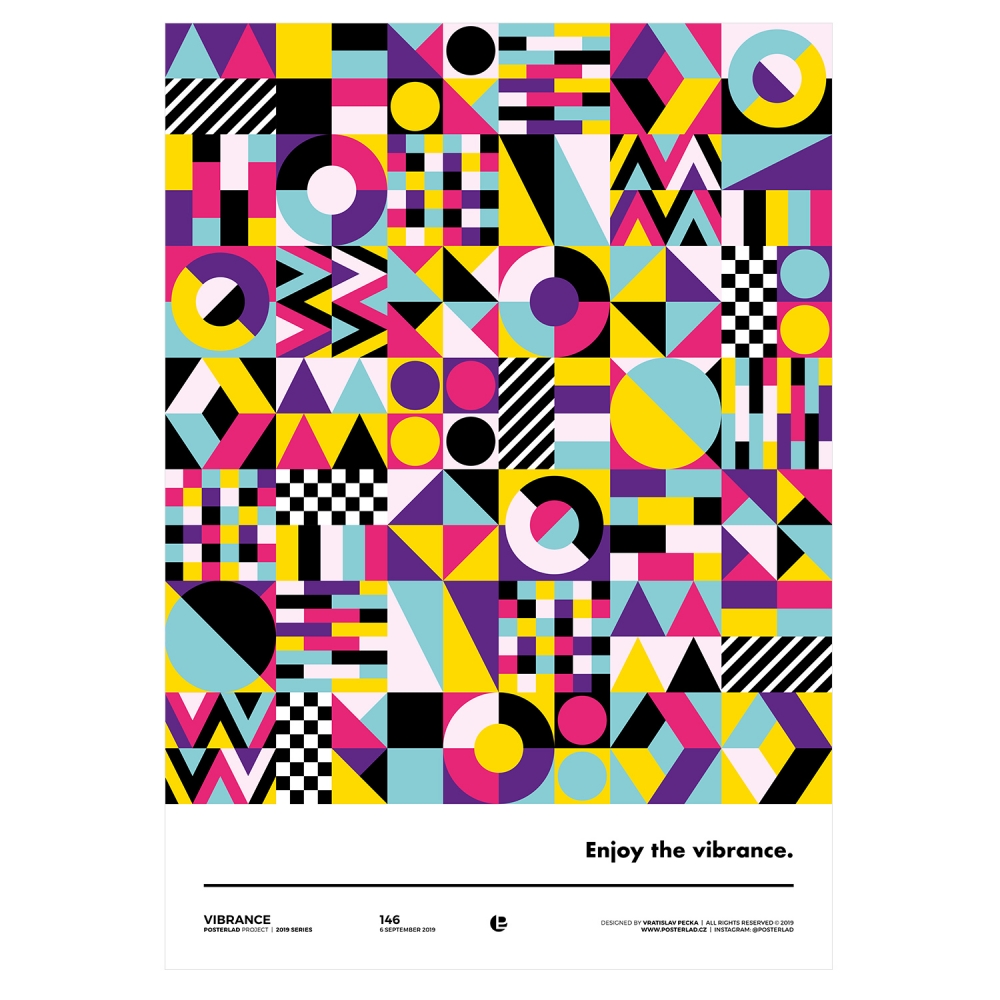 Enjoy the vibrance.
VIBRANCE
POSTERLAD PROJECT | 2019 SERIES
146
6 SEPTEMBER 2019
DESIGNED BY VRATISLAV PECKA | ALL RIGHTS RESERVED © 2019
WWW.POSTERLAD.CZ | INSTAGRAM: @POSTERLAD